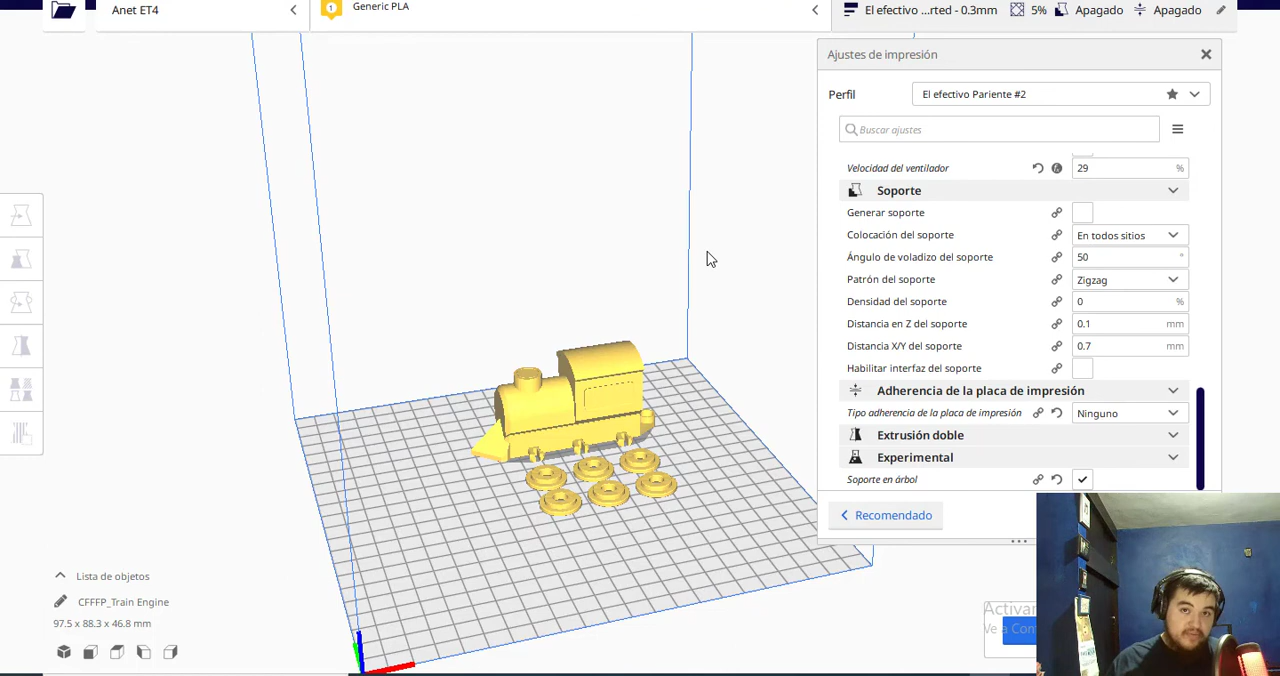 Anet ET4
1
Generic PLA
El efectivo ...rted - 0.3mm
5%
Apagado
Apagado
Ajustes de impresión
Perfil
El efectivo Pariente #2
Buscar ajustes
Velocidad del ventilador
29 %
Soporte
Generar soporte
Colocación del soporte
En todos sitios
Ángulo de voladizo del soporte
50 °
Patrón del soporte
Zigzag
Densidad del soporte
0 %
Distancia en Z del soporte
0.1 mm
Distancia X/Y del soporte
0.7 mm
Habilitar interfaz del soporte
Adherencia de la placa de impresión
Tipo adherencia de la placa de impresión
Ninguno
Extrusión doble
Experimental
Soporte en árbol
Recomendado
Lista de objetos
CFFFP_Train Engine
97.5 x 88.3 x 46.8 mm
Activar
Ve a Con